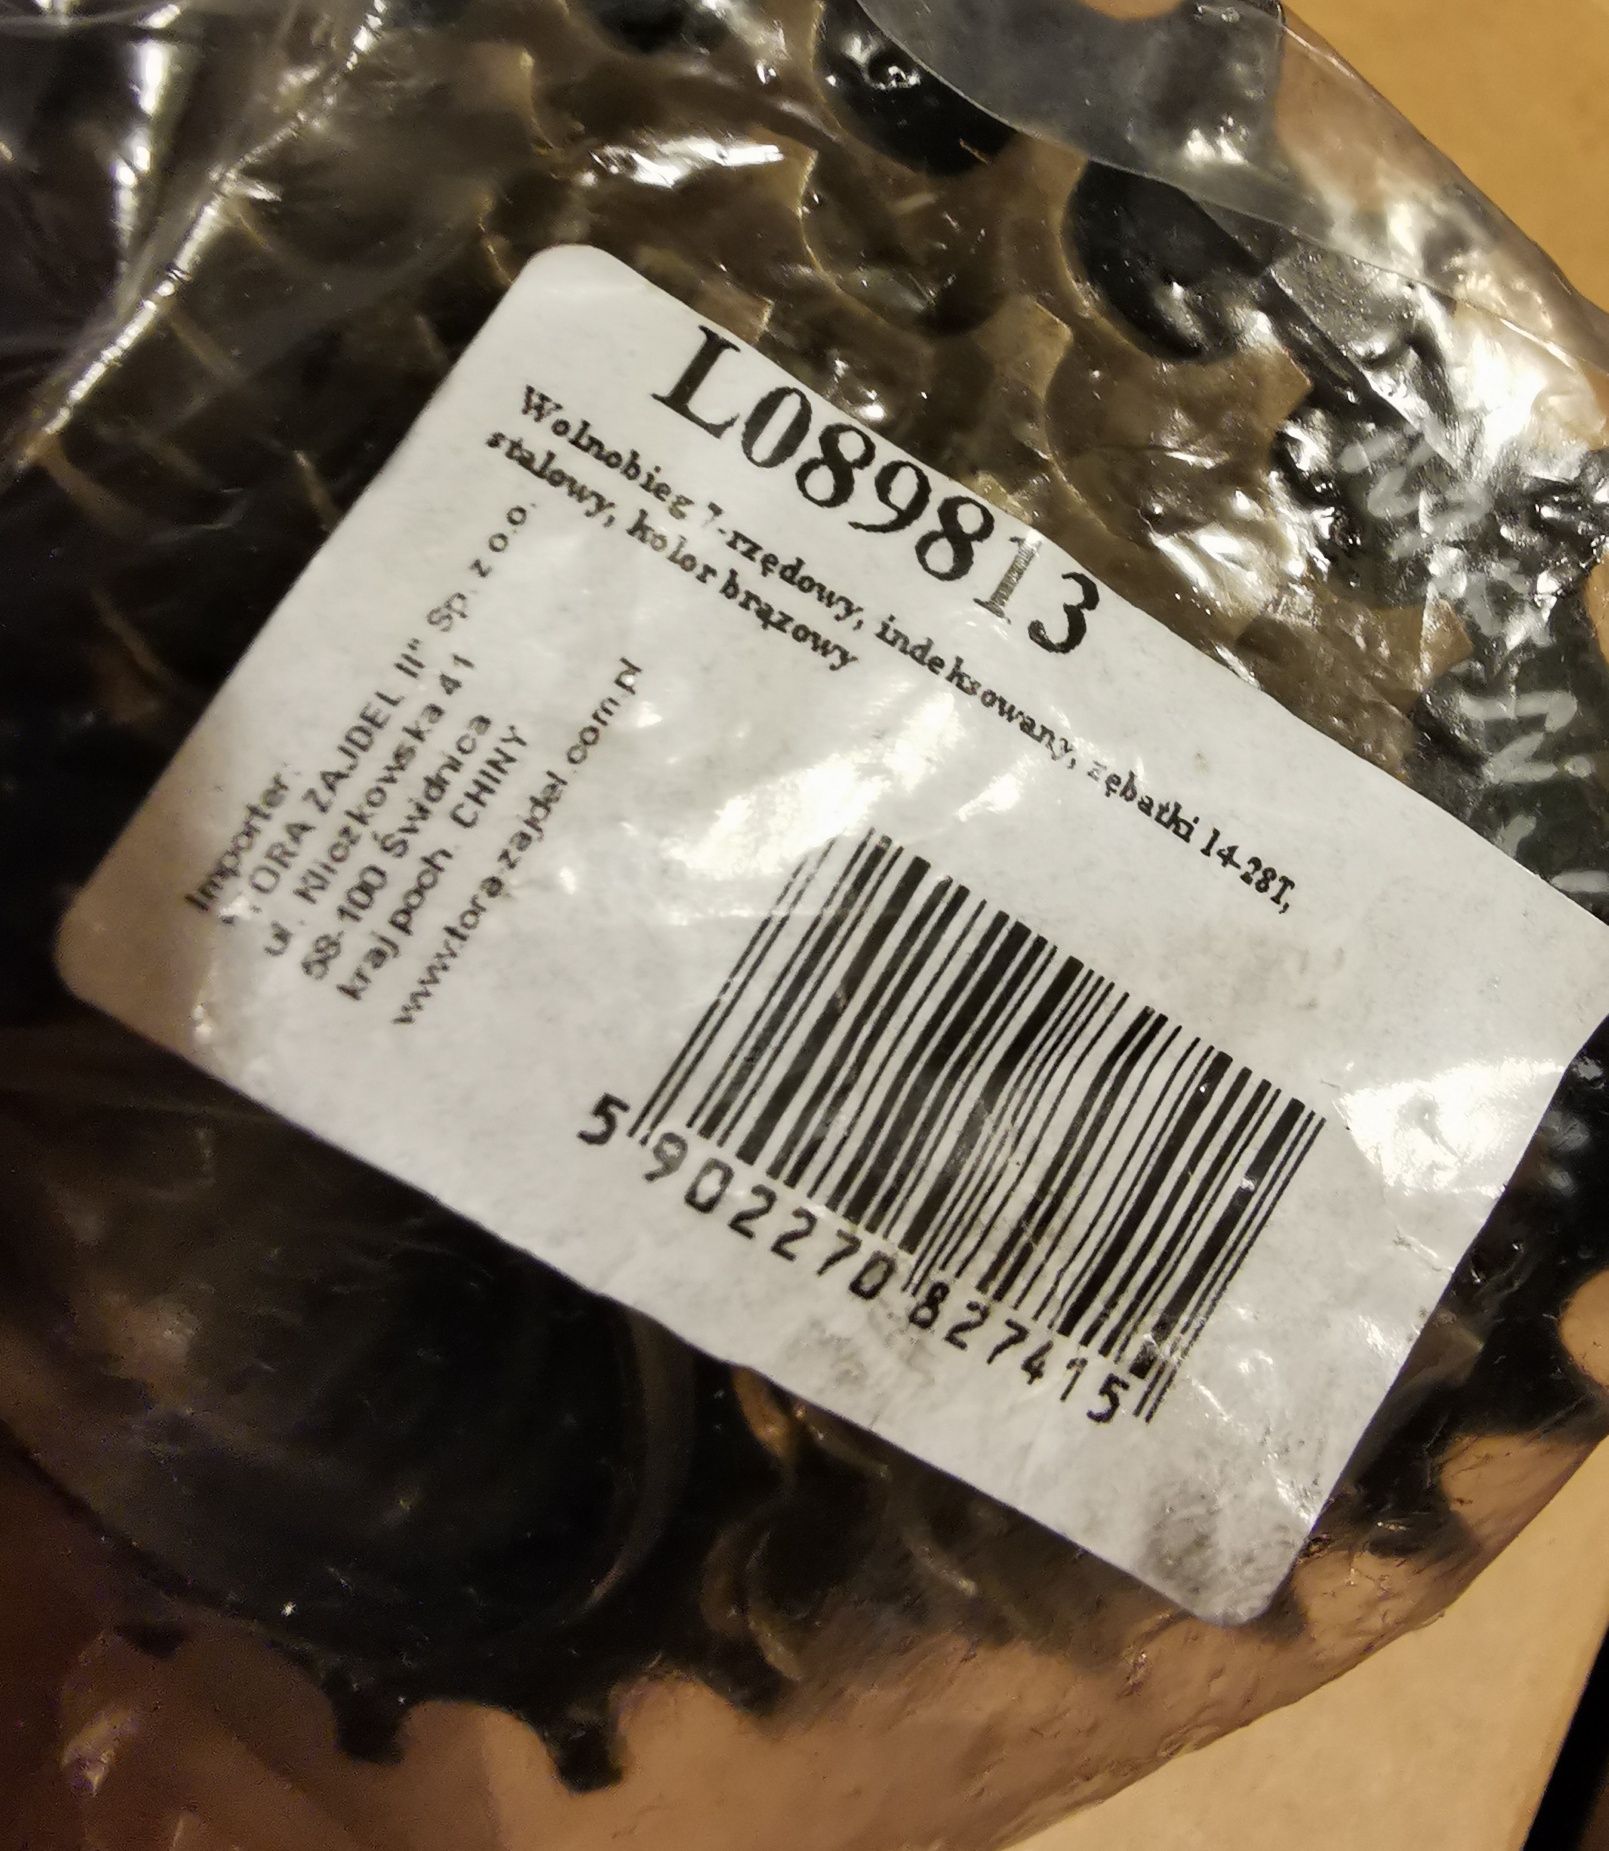 L089813
Wolnobieg 7-rzędowy, indeksowany, zębatki 14-28T,
stalowy, kolor brązowy
Importer:
"TORA ZAJDEL II" Sp. z o.o.
ul. Kliczkowska 41
58-100 Świdnica
kraj poch. CHINY
www.tora-zajdel.com.pl
5 902270 827415